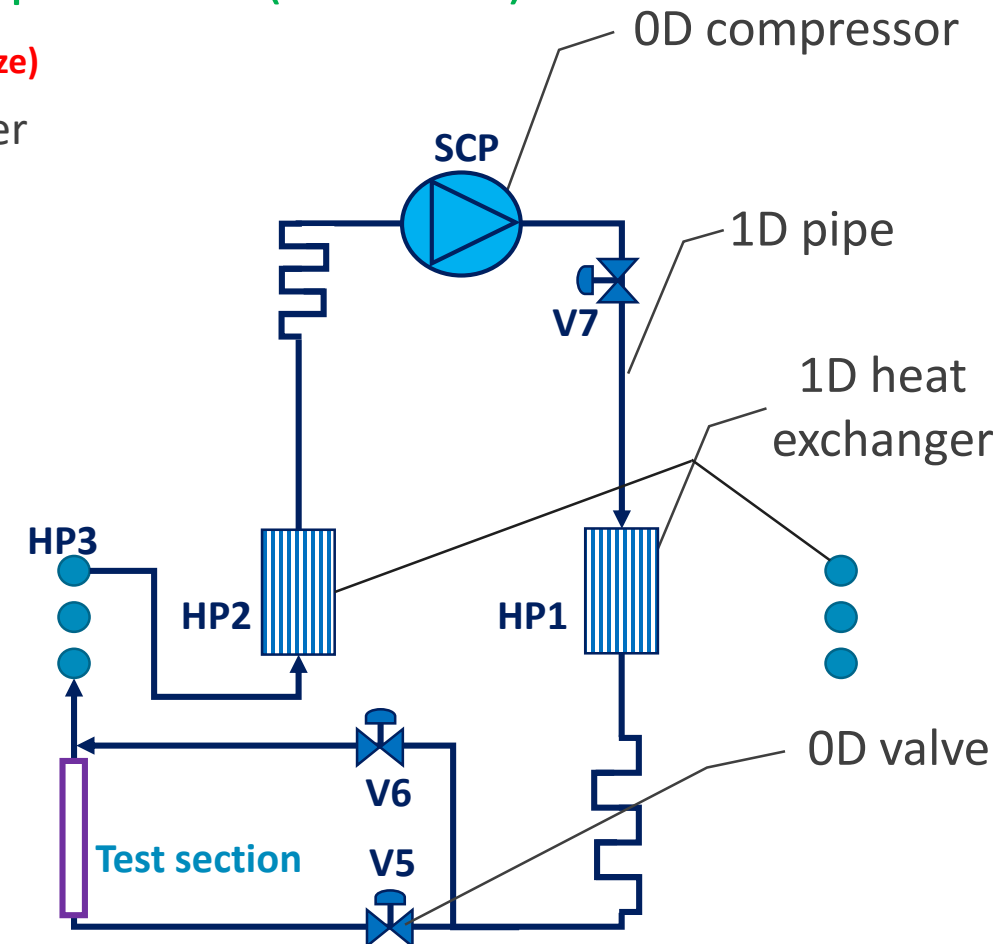 ze)
er
0D compressor
SCP
1D pipe
V7
1D heat
exchanger
HP3
HP2
HP1
0D valve
V6
Test section
V5